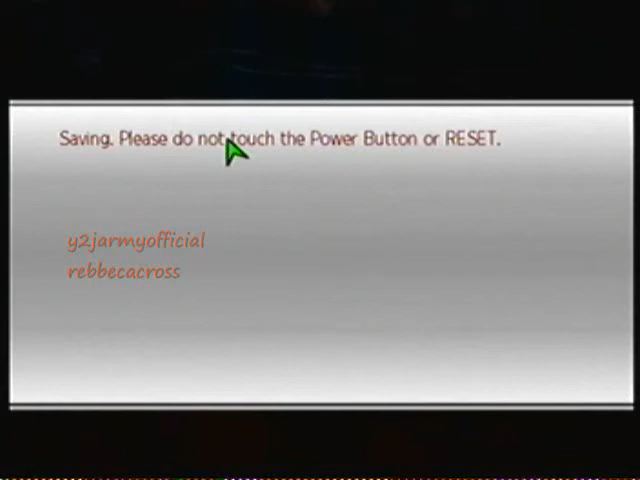 Saving. Please do not touch the Power Button or RESET.
y2jarmyofficial
rebbecacross